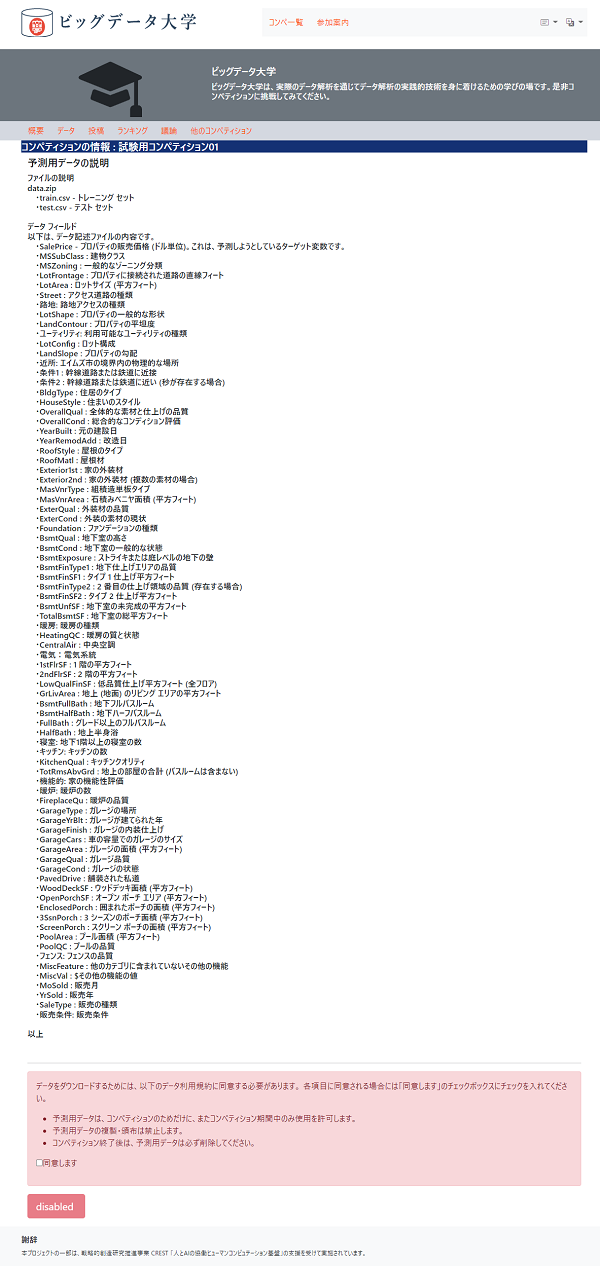 ビッグデータ大学
コンペ一覧 参加案内
ビッグデータ大学
ビッグデータ大学は、実際のデータ解析を通じてデータ解析の実践的技術を身に着けるための学びの場です。是非コ
ンペティションに挑戦してみてください。
概要 データ 投稿 ランキング 議論 他のコンペティション
コンペティションの情報 : 試験用コンペティション01
予測用データの説明
ファイルの説明
data.zip
・train.csv - トレーニング セット
・test.csv - テスト セット
データ フィールド
以下は、データ記述ファイルの内容です。
・SalePrice - プロパティの販売価格 (ドル単位)。これは、予測しようとしているターゲット変数です。
・MSSubClass : 建物クラス
・MSZoning : 一般的なゾーニング分類
・LotFrontage : プロパティに接続された道路の直線フィート
・LotArea : ロットサイズ (平方フィート)
・Street : アクセス道路の種類
・路地: 路地アクセスの種類
・LotShape : プロパティの一般的な形状
・LandContour : プロパティの平坦度
・ユーティリティ: 利用可能なユーティリティの種類
・LotConfig : ロット構成
・LandSlope : プロパティの勾配
・近所: エイムズ市の境界内の物理的な場所
・条件1 : 幹線道路または鉄道に近接
・条件2 : 幹線道路または鉄道に近い (秒が存在する場合)
・BldgType : 住居のタイプ
・HouseStyle : 住まいのスタイル
・OverallQual : 全体的な素材と仕上げの品質
・OverallCond : 総合的なコンディション評価
・YearBuilt : 元の建設日
・YearRemodAdd : 改造日
・RoofStyle : 屋根のタイプ
・RoofMatl : 屋根材
・Exterior1st : 家の外装材
・Exterior2nd : 家の外装材 (複数の素材の場合)
・MasVnrType : 組積造単板タイプ
・MasVnrArea : 石積みベニヤ面積 (平方フィート)
・ExterQual : 外装材の品質
・ExterCond : 外装の素材の現状
・Foundation : ファンデーションの種類
・BsmtQual : 地下室の高さ
・BsmtCond : 地下室の一般的な状態
・BsmtExposure : ストライキまたは庭レベルの地下の壁
・BsmtFinType1 : 地下仕上げエリアの品質
・BsmtFinSF1 : タイプ 1 仕上げ平方フィート
・BsmtFinType2 : 2 番目の仕上げ領域の品質 (存在する場合)
・BsmtFinSF2 : タイプ 2 仕上げ平方フィート
・BsmtUnfSF : 地下室の未完成の平方フィート
・TotalBsmtSF : 地下室の総平方フィート
・暖房: 暖房の種類
・HeatingQC : 暖房の質と状態
・CentralAir : 中央空調
・電気：電気系統
・1stFlrSF : 1 階の平方フィート
・2ndFlrSF : 2 階の平方フィート
・LowQualFinSF : 低品質仕上げ平方フィート (全フロア)
・GrLivArea : 地上 (地面) のリビング エリアの平方フィート
・BsmtFullBath : 地下フルバスルーム
・BsmtHalfBath : 地下ハーフバスルーム
・FullBath : グレード以上のフルバスルーム
・HalfBath : 地上半身浴
・寝室: 地下1階以上の寝室の数
・キッチン: キッチンの数
・KitchenQual : キッチンクオリティ
・TotRmsAbvGrd : 地上の部屋の合計 (バスルームは含まない)
・機能的: 家の機能性評価
・暖炉: 暖炉の数
・FireplaceQu : 暖炉の品質
・GarageType : ガレージの場所
・GarageYrBlt : ガレージが建てられた年
・GarageFinish : ガレージの内装仕上げ
・GarageCars : 車の容量でのガレージのサイズ
・GarageArea : ガレージの面積 (平方フィート)
・GarageQual : ガレージ品質
・GarageCond : ガレージの状態
・PavedDrive : 舗装された私道
・WoodDeckSF : ウッドデッキ面積 (平方フィート)
・OpenPorchSF : オープン ポーチ エリア (平方フィート)
・EnclosedPorch : 囲まれたポーチの面積 (平方フィート)
・3SsnPorch : 3 シーズンのポーチ面積 (平方フィート)
・ScreenPorch : スクリーン ポーチの面積 (平方フィート)
・PoolArea : プール面積 (平方フィート)
・PoolQC : プールの品質
・フェンス: フェンスの品質
・MiscFeature : 他のカテゴリに含まれていないその他の機能
・MiscVal : $その他の機能の値
・MoSold : 販売月
・YrSold : 販売年
・SaleType : 販売の種類
・販売条件: 販売条件
以上
データをダウンロードするためには、以下のデータ利用規約に同意する必要があります。 各項目に同意される場合には「同意します」のチェックボックスにチェックを入れてくださ
い。
• 予測用データは、コンペティションのためだけに、またコンペティション期間中のみ使用を許可します。
• 予測用データの複製・頒布は禁止します。
• コンペティション終了後は、予測用データは必ず削除してください。
同意します
disabled
謝辞
本プロジェクトの一部は、戦略的創造研究推進事業 CREST 「人とAIの協働ヒューマンコンピュテーション基盤」の支援を受けて実施されています。